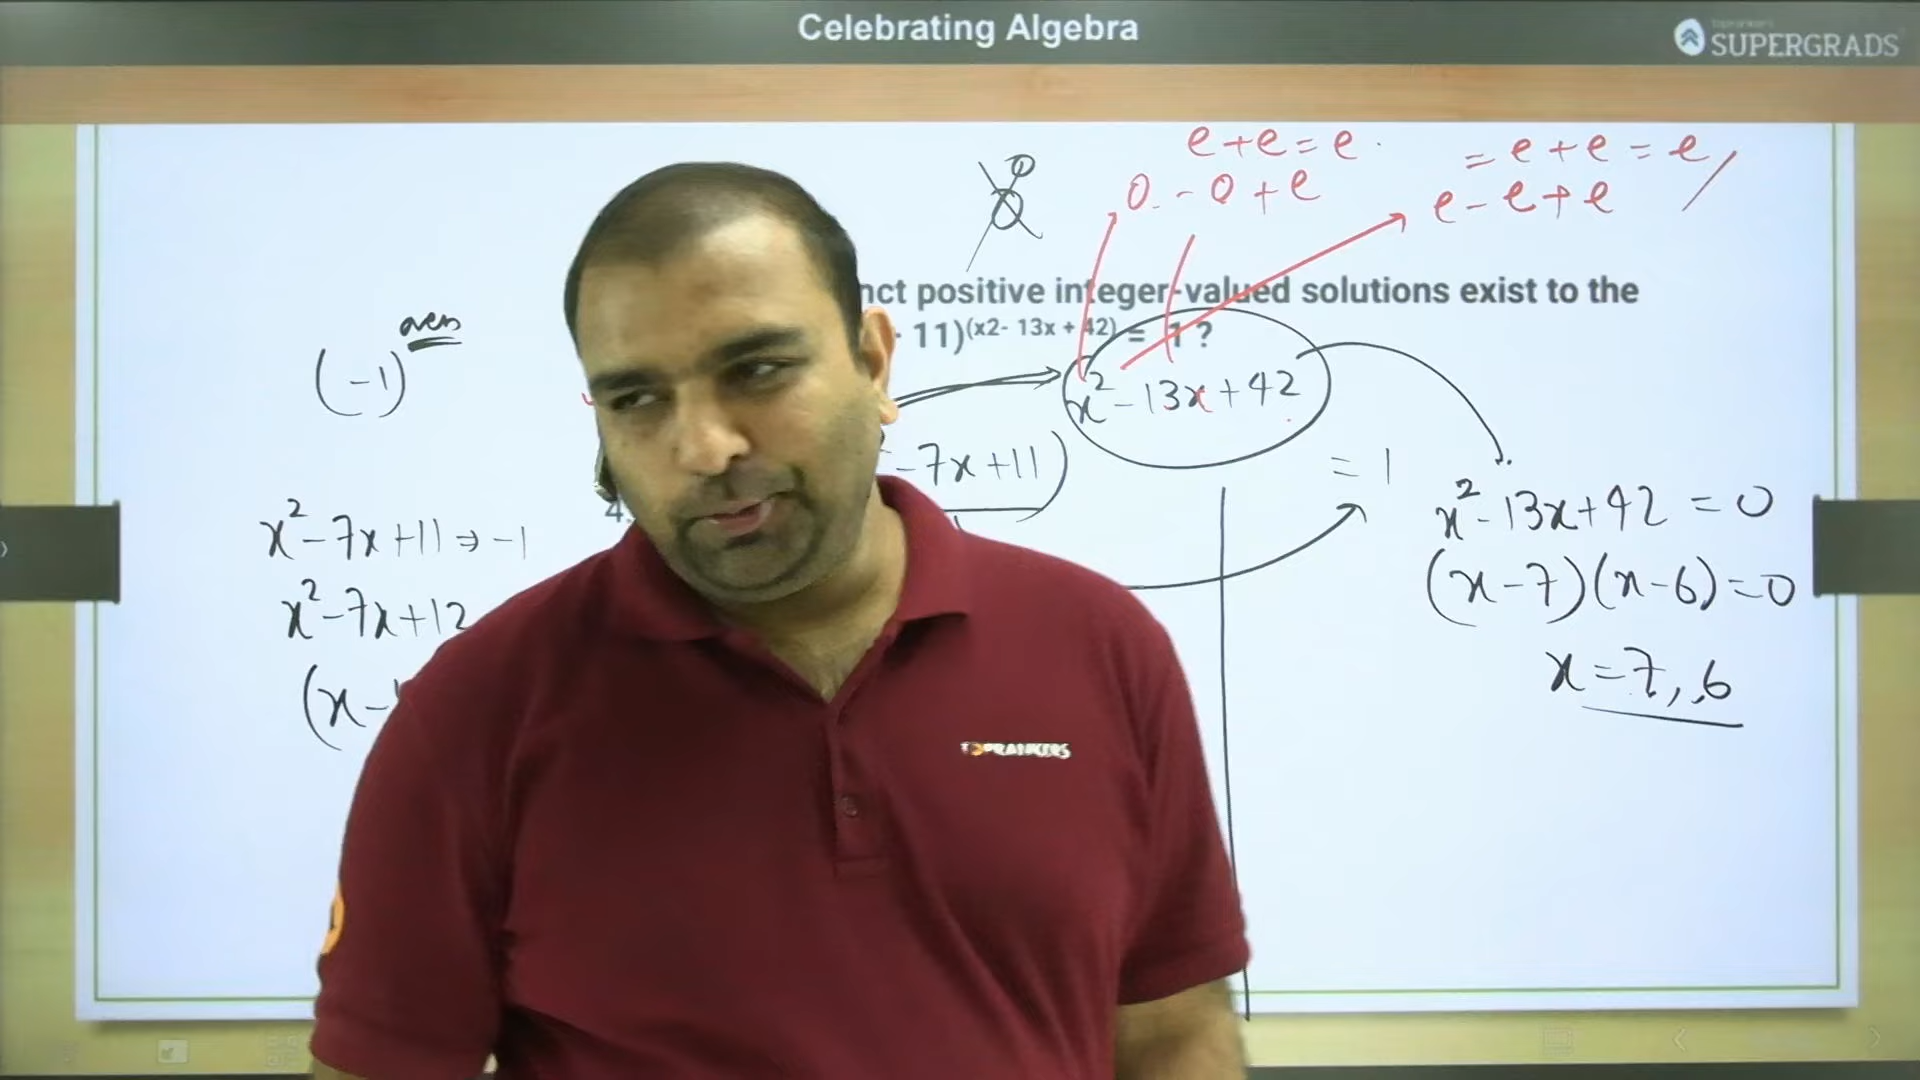 Celebrating Algebra
SUPERGRADS
e+e=e
= e+e=e
0-0+e
e-e+e
positive integer-valued solutions exist to the
11)(x2- 13x + 42) = 1 ?
(-1)
x²-13x+42
-7x+11)
= 1
x²-7x+11 → -1
x²-13x+42 = 0
4.
x²-7x+12
(x-7)(x-6)=0
(x-
x=7, 6
TOPRANKERS